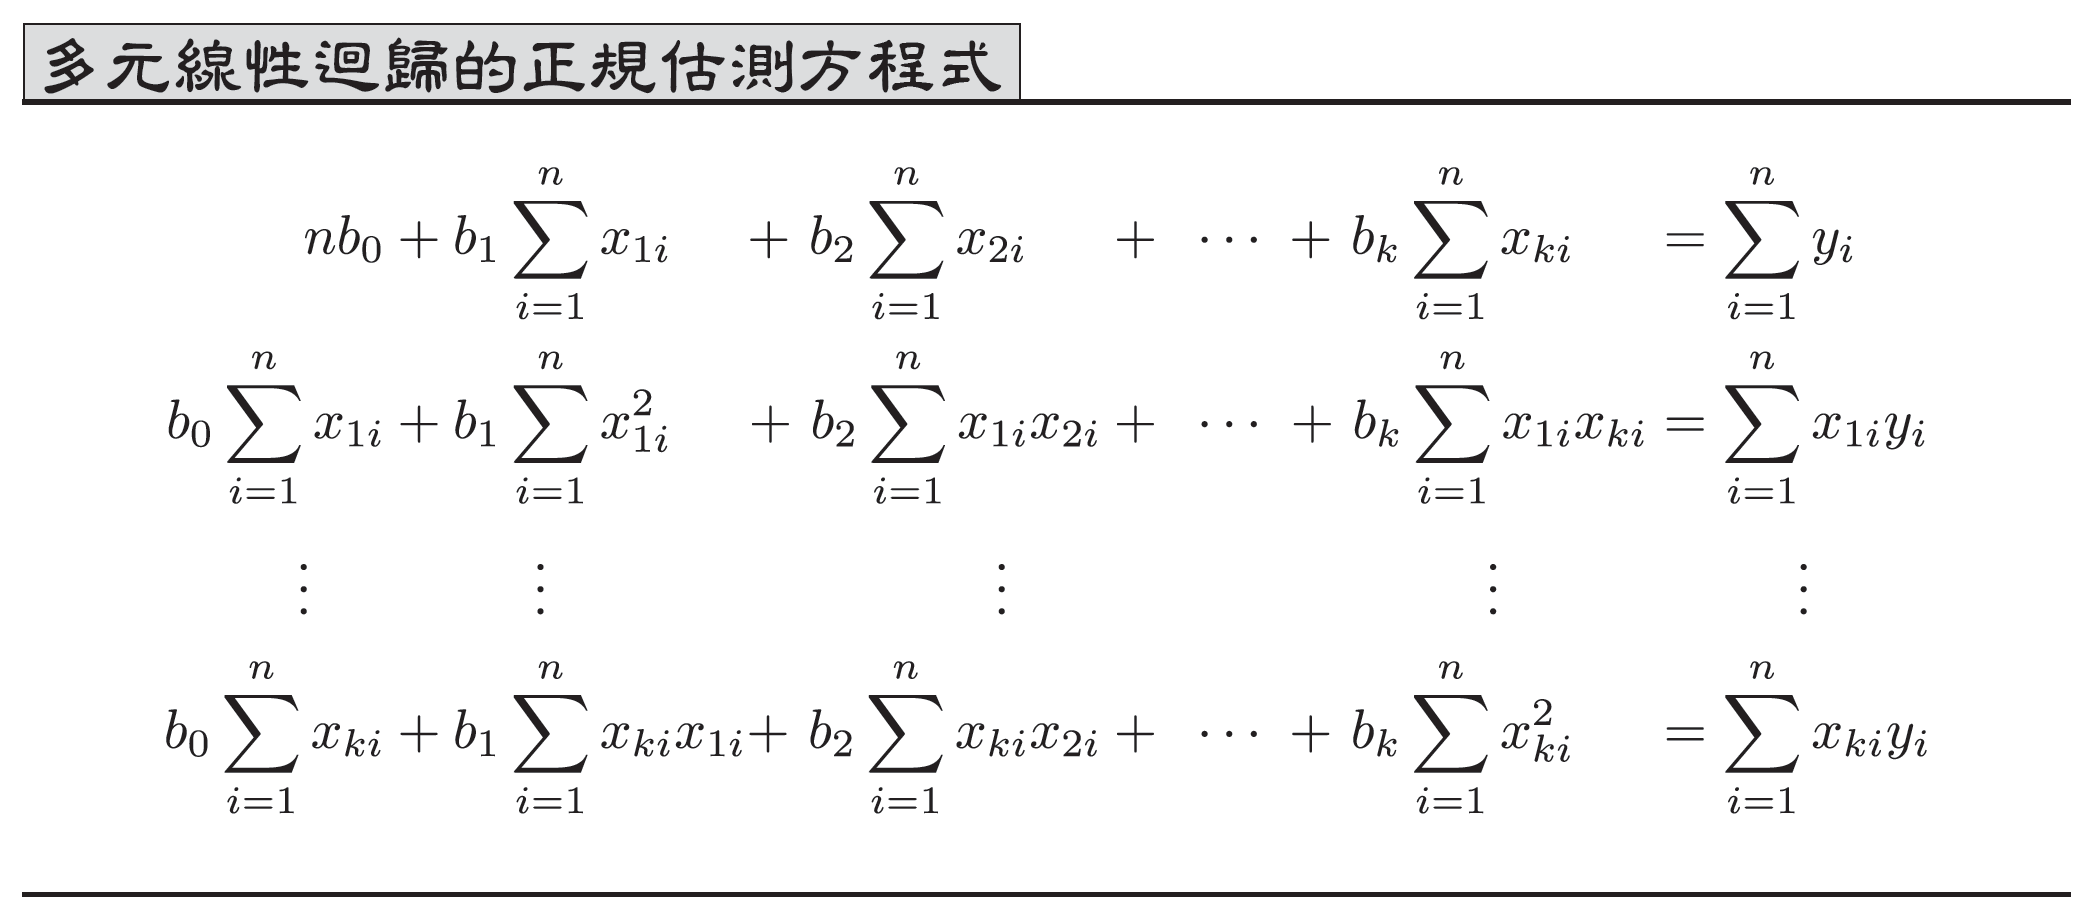 多元線性迴歸的正規估測方程式
$nb_0 + b_1 \sum_{i=1}^{n} x_{1i} + b_2 \sum_{i=1}^{n} x_{2i} + \cdots + b_k \sum_{i=1}^{n} x_{ki} = \sum_{i=1}^{n} y_i$
$b_0 \sum_{i=1}^{n} x_{1i} + b_1 \sum_{i=1}^{n} x_{1i}^2 + b_2 \sum_{i=1}^{n} x_{1i}x_{2i} + \cdots + b_k \sum_{i=1}^{n} x_{1i}x_{ki} = \sum_{i=1}^{n} x_{1i}y_i$
$\vdots \quad \vdots \quad \vdots \quad \vdots \quad \vdots$
$b_0 \sum_{i=1}^{n} x_{ki} + b_1 \sum_{i=1}^{n} x_{ki}x_{1i} + b_2 \sum_{i=1}^{n} x_{ki}x_{2i} + \cdots + b_k \sum_{i=1}^{n} x_{ki}^2 = \sum_{i=1}^{n} x_{ki}y_i$